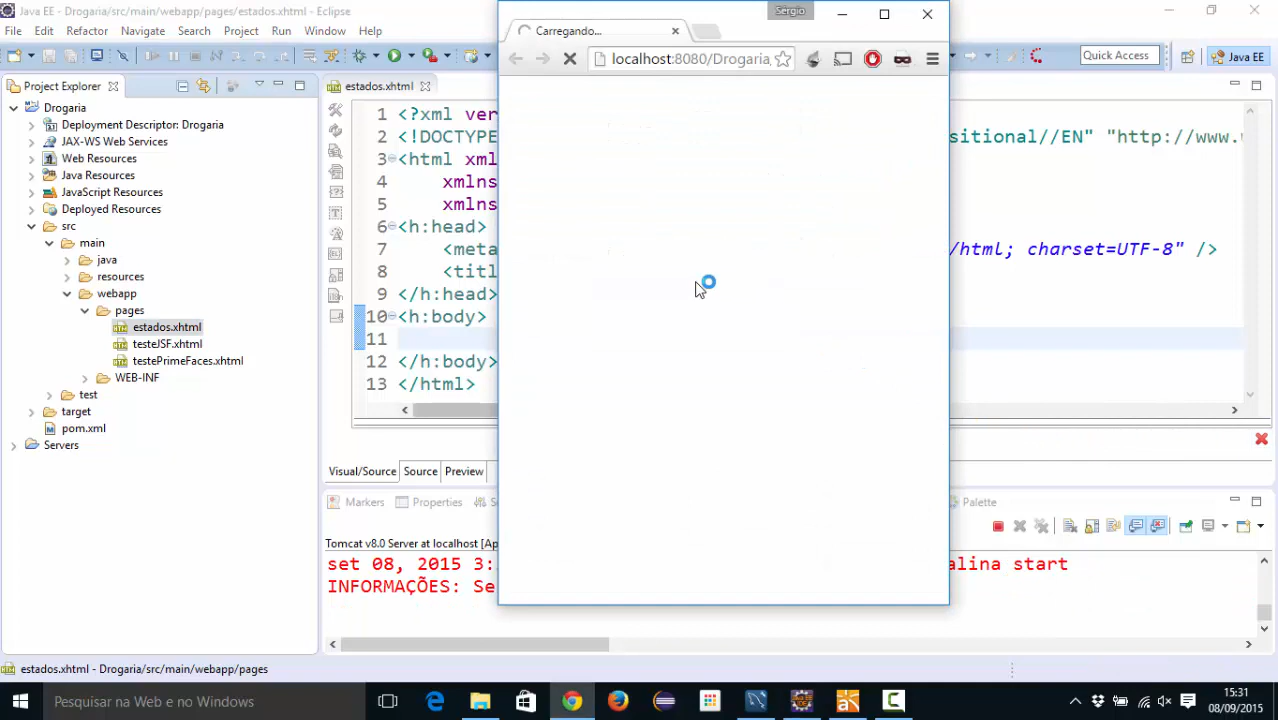 Java EE - Drogaria/src/main/webapp/pages/estados.xhtml - Eclipse
File Edit Refactor Navigate Search Project Run Window Help
Quick Access
Java EE
Project Explorer
Drogaria
Deployment Descriptor: Drogaria
JAX-WS Web Services
Web Resources
Java Resources
JavaScript Resources
Deployed Resources
src
main
java
resources
webapp
pages
estados.xhtml
testeJSF.xhtml
testePrimeFaces.xhtml
WEB-INF
test
target
pom.xml
Servers
estados.xhtml
1 <?xml ver
2 <!DOCTYPE sitional//EN" "http://www.
3 <html xml
4 xmlns
5 xmlns
6 <h:head>
7 <meta /html; charset=UTF-8" />
8 <titl
9 </h:head>
10 <h:body>
11
12 </h:body>
13 </html>
Visual/Source Source Preview
Markers Properties Palette
Tomcat v8.0 Server at localhost [Ap
set 08, 2015 3: alina start
INFORMAÇÕES: Se
Sérgio
Carregando...
localhost:8080/Drogaria
estados.xhtml - Drogaria/src/main/webapp/pages
Pesquisar na Web e no Windows
15:31
08/09/2015